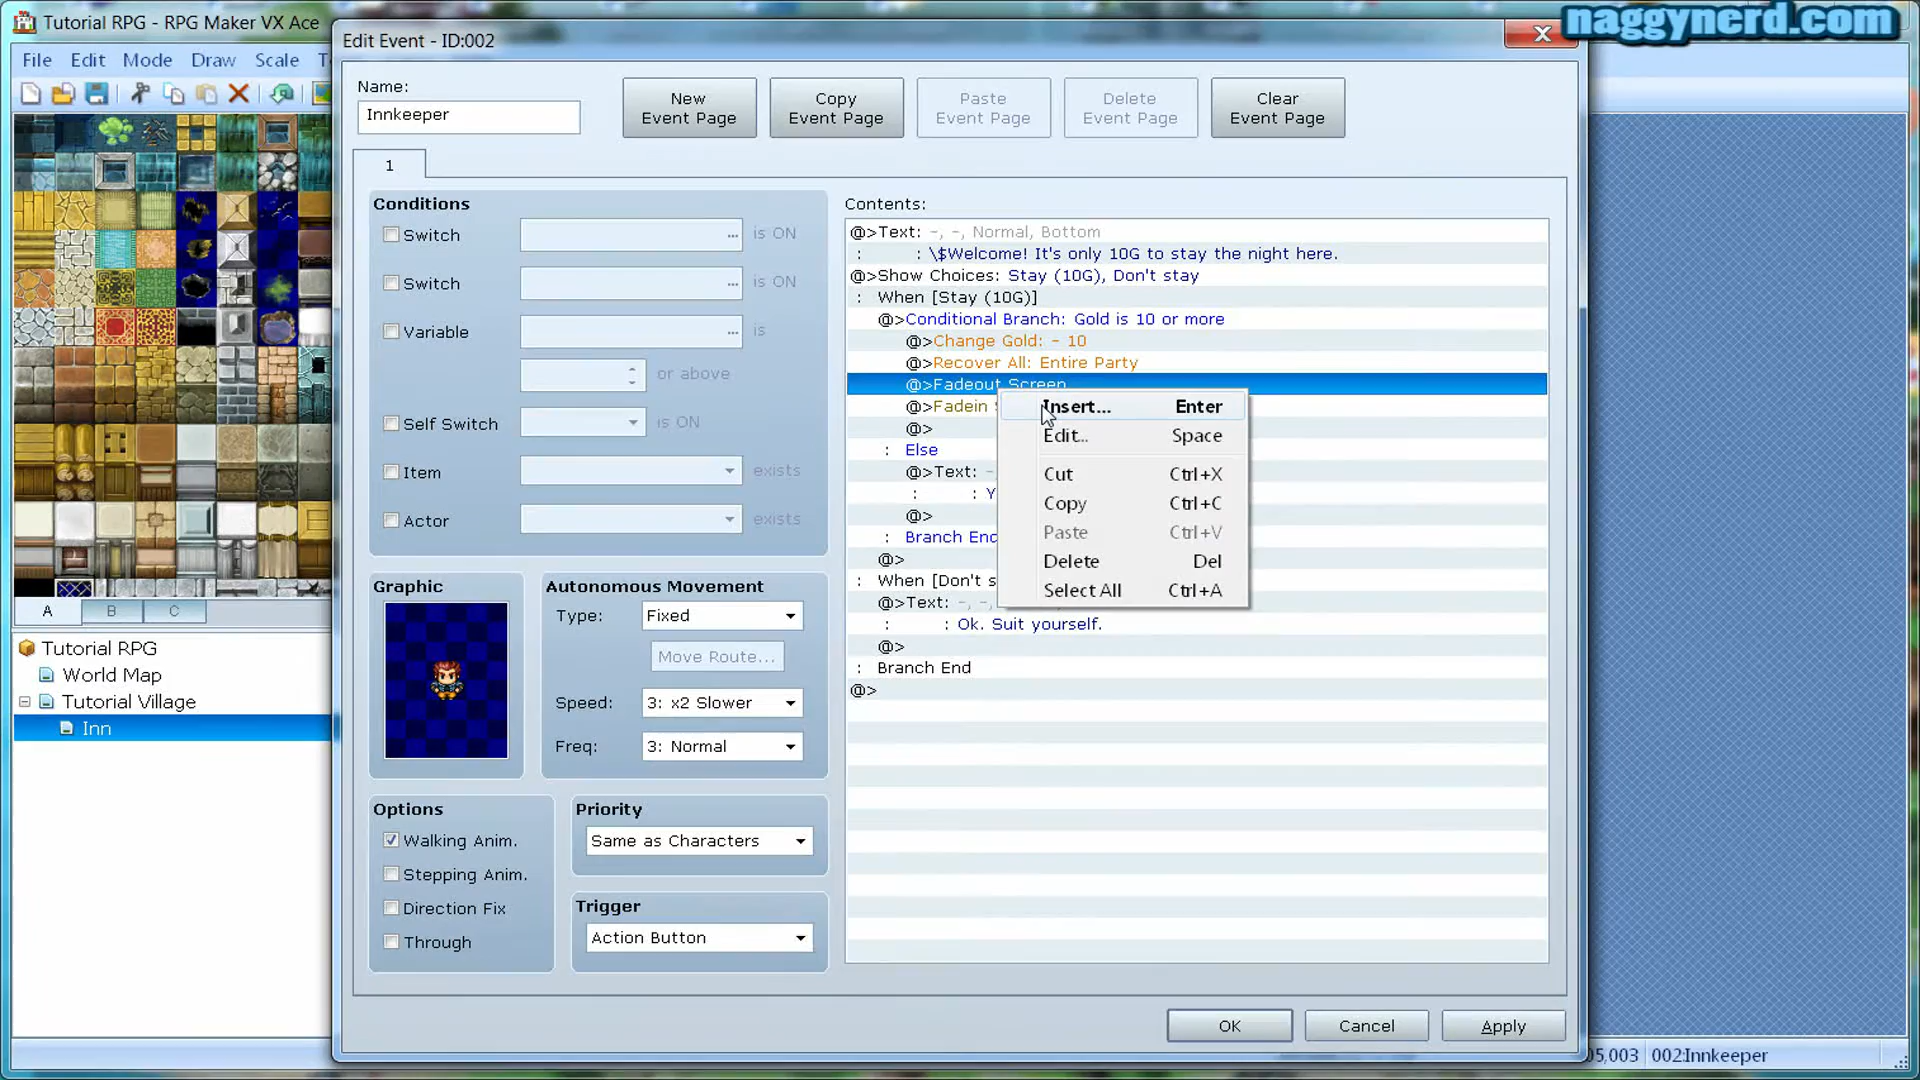 naggynerd.com
Tutorial RPG - RPG Maker VX Ace
File Edit Mode Draw Scale
Edit Event - ID:002
Name:
Innkeeper
New Event Page
Copy Event Page
Paste Event Page
Delete Event Page
Clear Event Page
1
Conditions
Switch ... is ON
Switch ... is ON
Variable ... is
or above
Self Switch is ON
Item exists
Actor exists
Graphic
Autonomous Movement
Type: Fixed
Move Route...
Speed: 3: x2 Slower
Freq: 3: Normal
Options
Walking Anim.
Stepping Anim.
Direction Fix
Through
Priority
Same as Characters
Trigger
Action Button
Contents:
@>Text: -, -, Normal, Bottom
: : \$Welcome! It's only 10G to stay the night here.
@>Show Choices: Stay (10G), Don't stay
: When [Stay (10G)]
@>Conditional Branch: Gold is 10 or more
@>Change Gold: - 10
@>Recover All: Entire Party
@>Fadeout Screen
@>Fadein
@>
: Else
@>Text: -
: : Y
@>
: Branch End
@>
: When [Don't s
@>Text: -, -,
: : Ok. Suit yourself.
@>
: Branch End
@>
Insert... Enter
Edit... Space
Cut Ctrl+X
Copy Ctrl+C
Paste Ctrl+V
Delete Del
Select All Ctrl+A
A B C
Tutorial RPG
World Map
Tutorial Village
Inn
OK
Cancel
Apply
05,003 002:Innkeeper